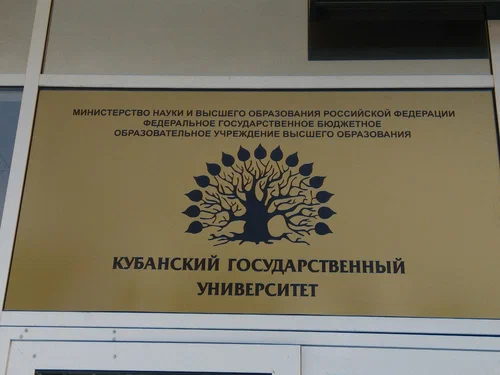 МИНИСТЕРСТВО НАУКИ И ВЫСШЕГО ОБРАЗОВАНИЯ РОССИЙСКОЙ ФЕДЕРАЦИИ
ФЕДЕРАЛЬНОЕ ГОСУДАРСТВЕННОЕ БЮДЖЕТНОЕ
ОБРАЗОВАТЕЛЬНОЕ УЧРЕЖДЕНИЕ ВЫСШЕГО ОБРАЗОВАНИЯ
КУБАНСКИЙ ГОСУДАРСТВЕННЫЙ
УНИВЕРСИТЕТ